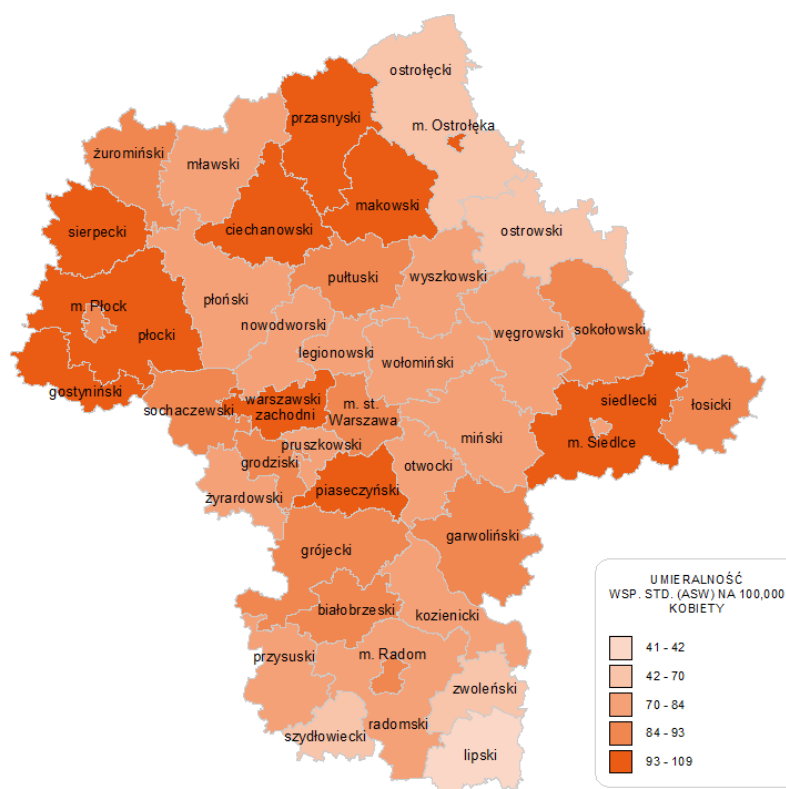 ostrołęcki
przasnyski
m. Ostrołęka
żuromiński
mławski
makowski
sierpecki
ciechanowski
ostrowski
pułtuski
wyszkowski
płoński
m. Płock
nowodworski
węgrowski
sokołowski
płocki
legionowski
wołomiński
gostyniński
warszawski
zachodni
siedlecki
łosicki
sochaczewski
m. st.
Warszawa
miński
m. Siedlce
pruszkowski
grodziski
otwocki
piaseczyński
żyrardowski
garwoliński
grójecki
białobrzeski
kozienicki
przysuski
m. Radom
zwoleński
radomski
szydłowiecki
lipski
UMIERALNOŚĆ
WSP. STD. (ASW) NA 100,000
KOBIETY
41 - 42
42 - 70
70 - 84
84 - 93
93 - 109